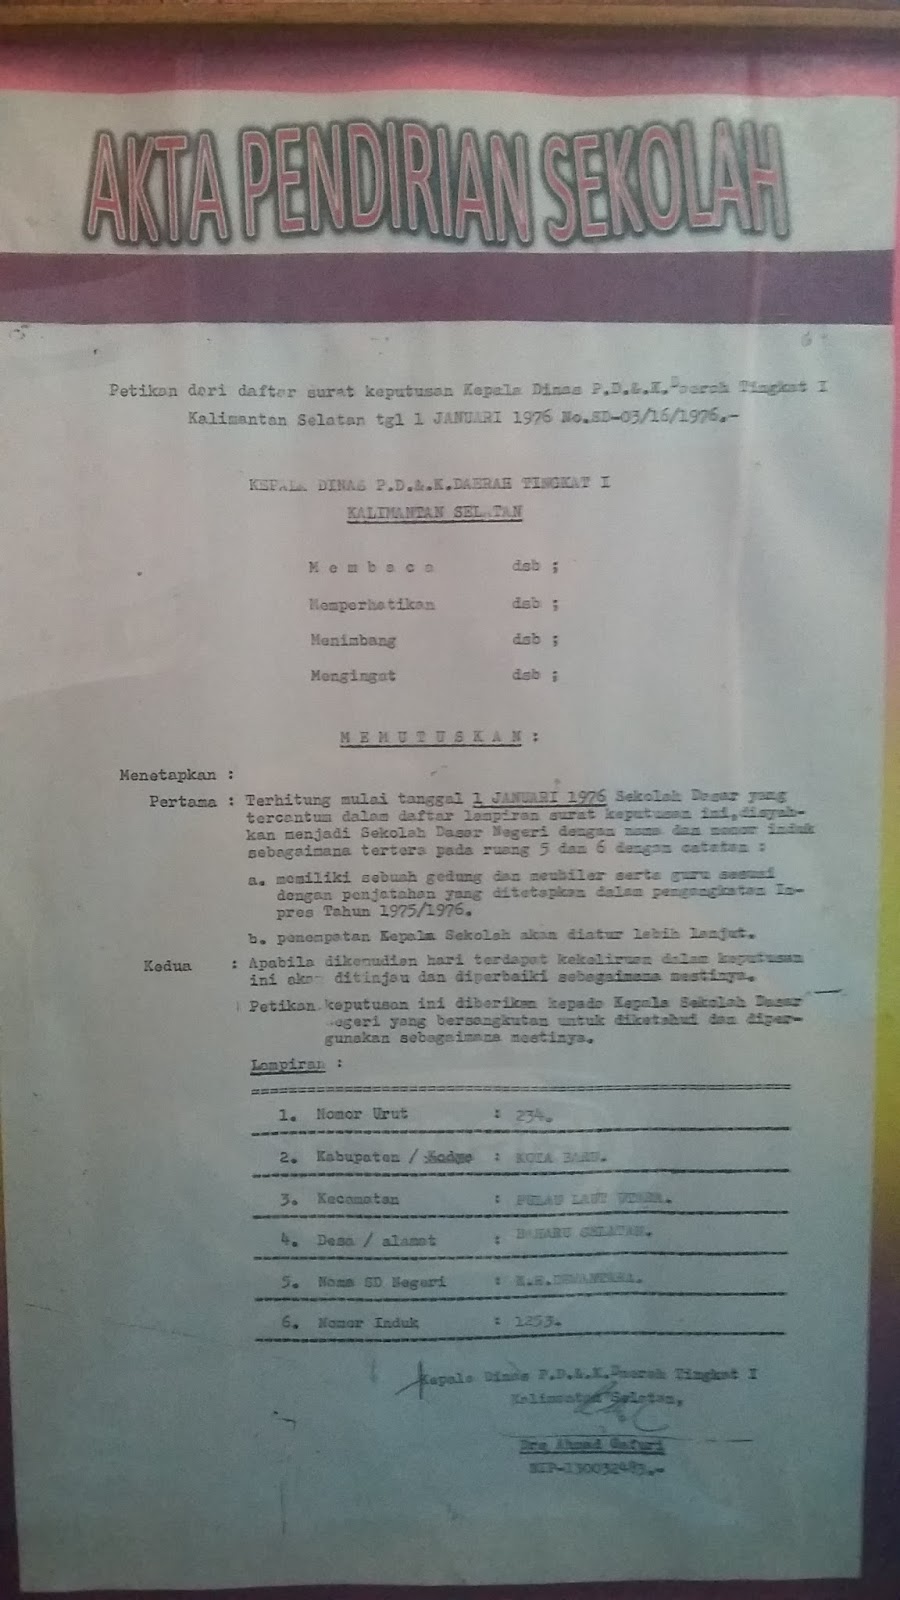 AKTA PENDIRIAN SEKOLAH
Petikan dari daftar surat keputusan Kepala Dinas P.D.&.K. Daerah Tingkat I
Kalimantan Selatan tgl 1 JANUARI 1976 No.SD-03/16/1976.-
KEPALA DINAS P.D.&.K.DAERAH TINGKAT I
KALIMANTAN SELATAN
M e m b a c a dsb ;
Memperhatikan dsb ;
Menimbang dsb ;
Mengingat dsb ;
M E M U T U S K A N :
Menetapkan :
Pertama : Terhitung mulai tanggal 1 JANUARI 1976 Sekolah Dasar yang
tercantum dalam daftar lampiran surat keputusan ini,disyah-
kan menjadi Sekolah Dasar Negeri dengan nama dan nomor induk
sebagaimana tertera pada ruang 5 dan 6 dengan catatan :
a. memiliki sebuah gedung dan meubiler serta guru sesuai
dengan penjatahan yang ditetapkan dalam pengangkatan In-
pres Tahun 1975/1976.
b. penempatan Kepala Sekolah akan diatur lebih lanjut.
Kedua : Apabila dikemudian hari terdapat kekeliruan dalam keputusan
ini akan ditinjau dan diperbaiki sebagaimana mestinya.
Petikan keputusan ini diberikan kepada Kepala Sekolah Dasar
Negeri yang bersangkutan untuk diketahui dan diper-
gunakan sebagaimana mestinya.
Lampiran :
1. Nomor Urut : 234.
2. Kabupaten / Kodya : KOTA BARU.
3. Kecamatan : PULAU LAUT UTARA.
4. Desa / alamat : BAHARU SELATAN.
5. Nama SD Negeri : K.H.DEWANTARA.
6. Nomor Induk : 1253.
Kepala Dinas P.D.&.K.Daerah Tingkat I
Kalimantan Selatan,
Drs Ahmad Gafuri
NIP-130032483.-